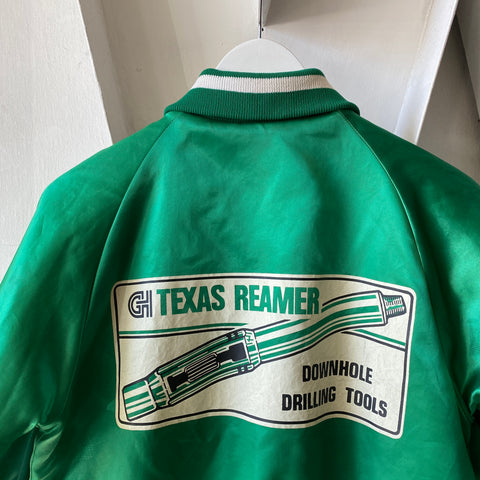 GH TEXAS REAMER
DOWNHOLE
DRILLING TOOLS